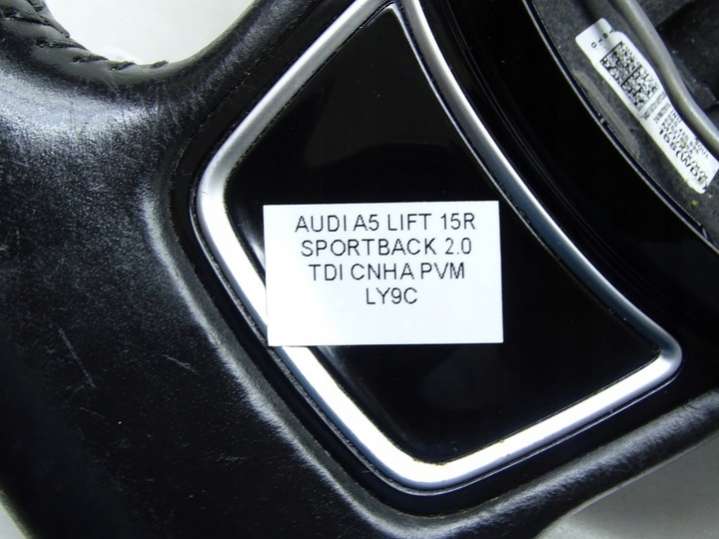 AUDI A5 LIFT 15R
SPORTBACK 2.0
TDI CNHA PVM
LY9C